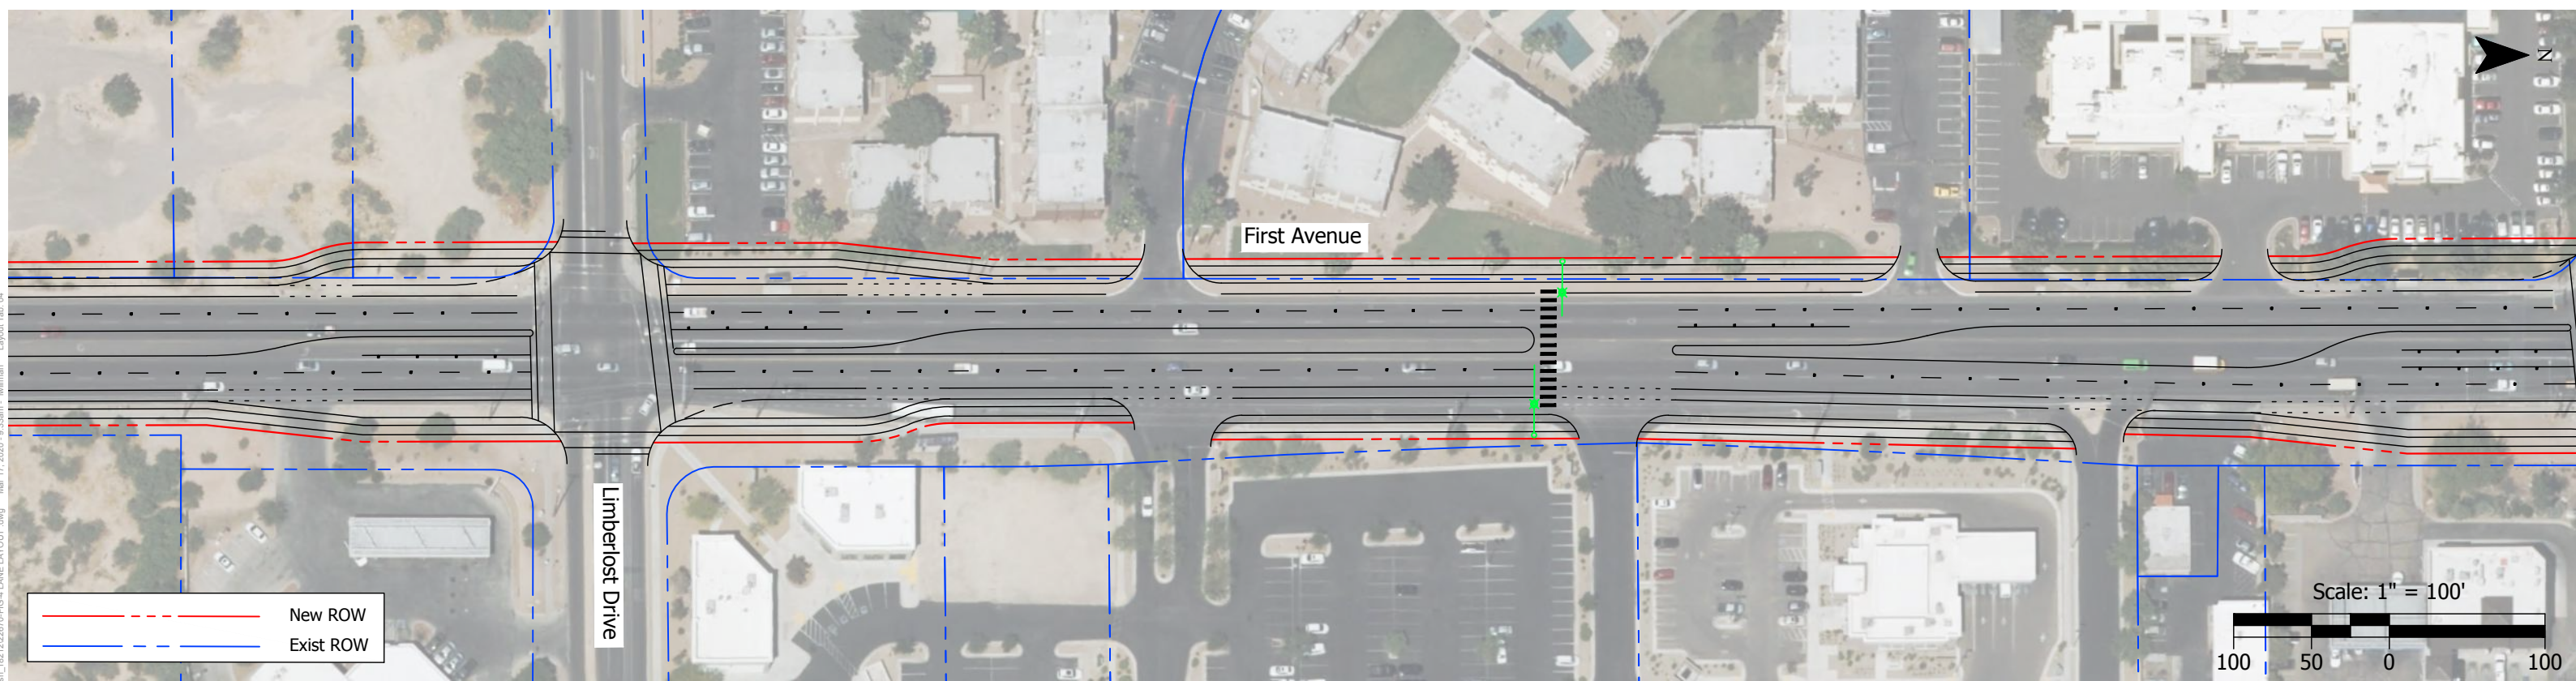 N
First Avenue
Limberlost Drive
New ROW
Exist ROW
Scale: 1" = 100'
100 50 0 100